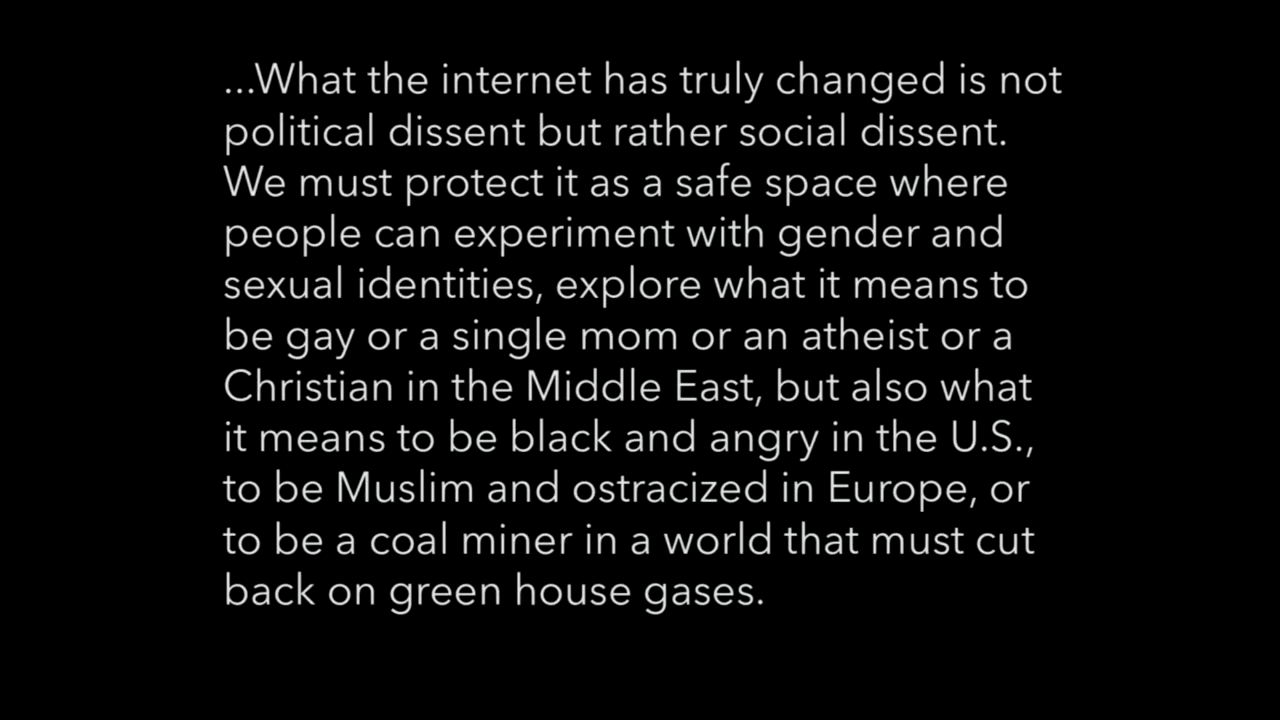 ...What the internet has truly changed is not
political dissent but rather social dissent.
We must protect it as a safe space where
people can experiment with gender and
sexual identities, explore what it means to
be gay or a single mom or an atheist or a
Christian in the Middle East, but also what
it means to be black and angry in the U.S.,
to be Muslim and ostracized in Europe, or
to be a coal miner in a world that must cut
back on green house gases.